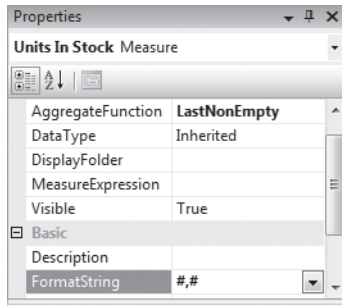 Properties
Units In Stock Measure
AggregateFunction LastNonEmpty
DataType Inherited
DisplayFolder
MeasureExpression
Visible True
Basic
Description
FormatString #,#